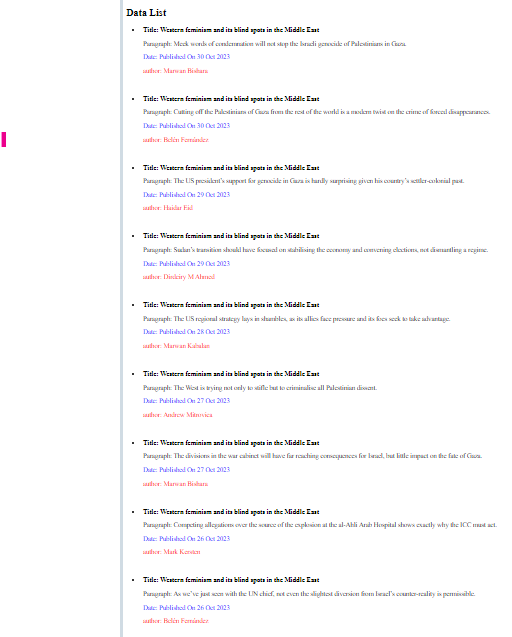 Data List
Title: Western feminism and its blind spots in the Middle East
Paragraph: Meek words of condemnation will not stop the Israeli genocide of Palestinians in Gaza.
Date: Published On 30 Oct 2023
author: Marwan Bishara
Title: Western feminism and its blind spots in the Middle East
Paragraph: Cutting off the Palestinians of Gaza from the rest of the world is a modern twist on the crime of forced disappearances.
Date: Published On 30 Oct 2023
author: Belén Fernández
Title: Western feminism and its blind spots in the Middle East
Paragraph: The US president's support for genocide in Gaza is hardly surprising given his country's settler-colonial past.
Date: Published On 29 Oct 2023
author: Haidar Eid
Title: Western feminism and its blind spots in the Middle East
Paragraph: Sudan's transition should have focused on stabilising the economy and convening elections, not dismantling a regime.
Date: Published On 29 Oct 2023
author: Dirdeiry M Ahmed
Title: Western feminism and its blind spots in the Middle East
Paragraph: The US regional strategy lays in shambles, as its allies face pressure and its foes seek to take advantage.
Date: Published On 28 Oct 2023
author: Marwan Kabalan
Title: Western feminism and its blind spots in the Middle East
Paragraph: The West is trying not only to stifle but to criminalise all Palestinian dissent.
Date: Published On 27 Oct 2023
author: Andrew Mitrovica
Title: Western feminism and its blind spots in the Middle East
Paragraph: The divisions in the war cabinet will have far reaching consequences for Israel, but little impact on the fate of Gaza.
Date: Published On 27 Oct 2023
author: Marwan Bishara
Title: Western feminism and its blind spots in the Middle East
Paragraph: Competing allegations over the source of the explosion at the al-Ahli Arab Hospital shows exactly why the ICC must act.
Date: Published On 26 Oct 2023
author: Mark Kersten
Title: Western feminism and its blind spots in the Middle East
Paragraph: As we've just seen with the UN chief, not even the slightest diversion from Israel's counter-reality is permissible.
Date: Published On 26 Oct 2023
author: Belén Fernández